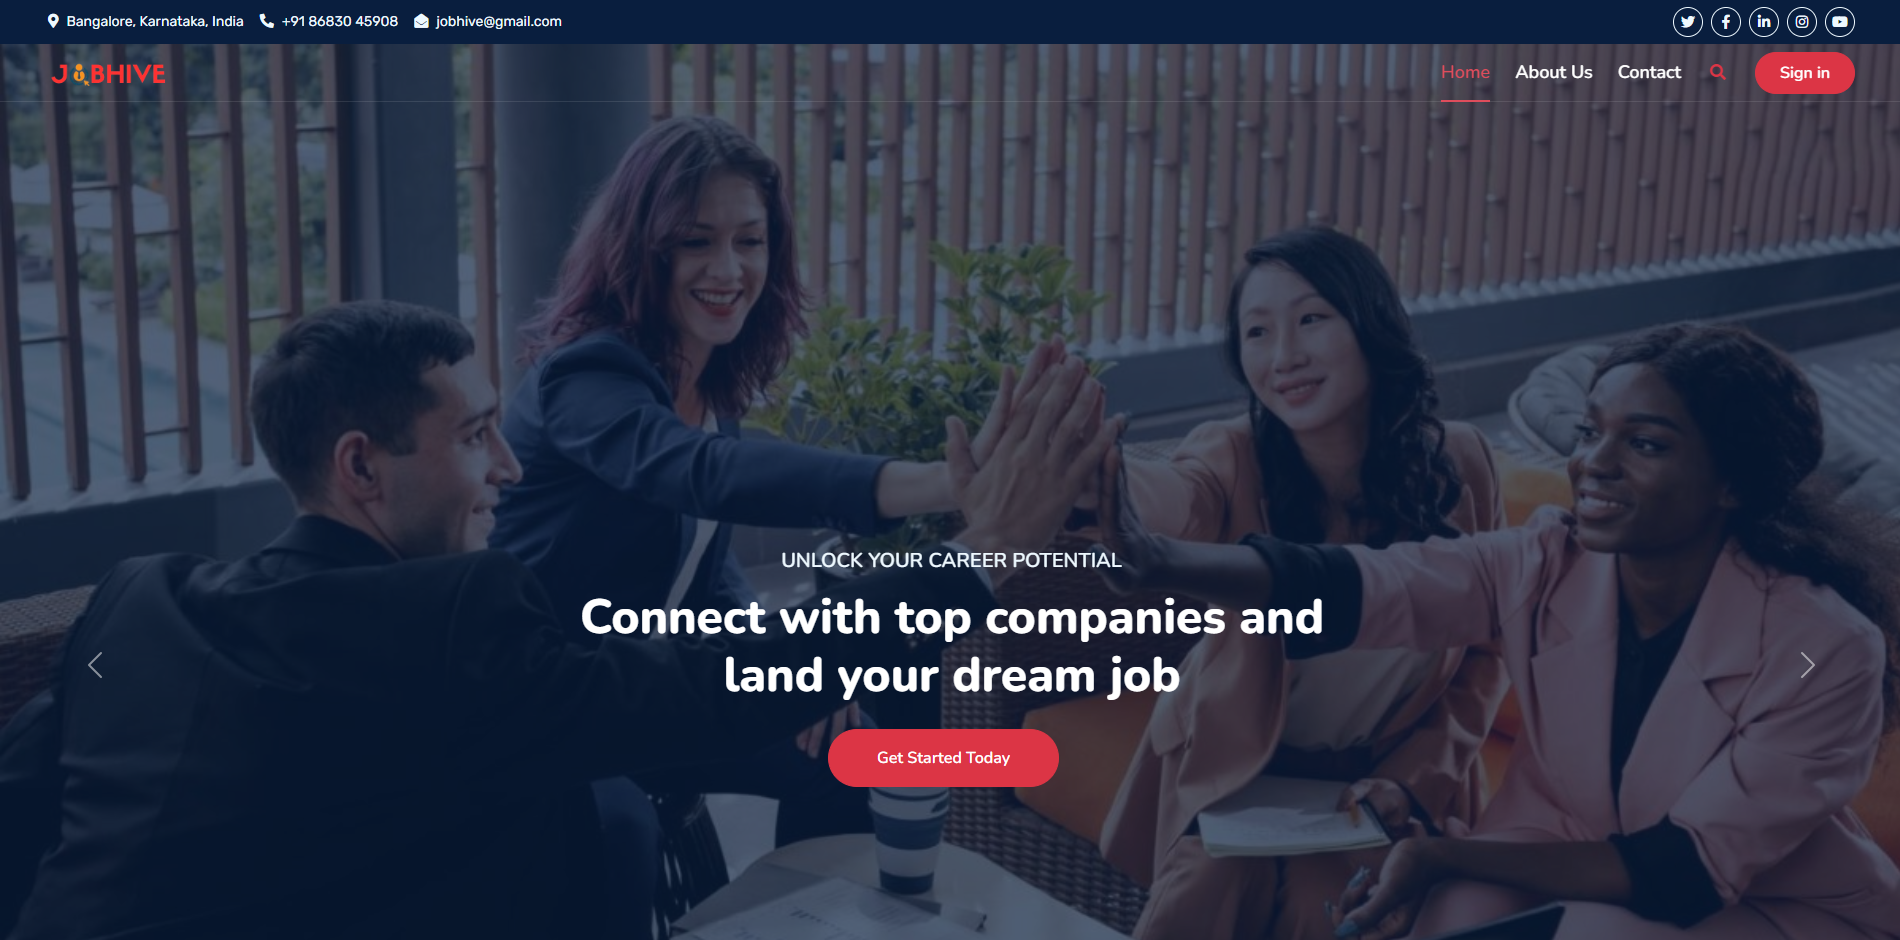 Bangalore, Karnataka, India +91 86830 45908 jobhive@gmail.com
JOBHIVE Home About Us Contact Sign in
UNLOCK YOUR CAREER POTENTIAL
Connect with top companies and
land your dream job
Get Started Today